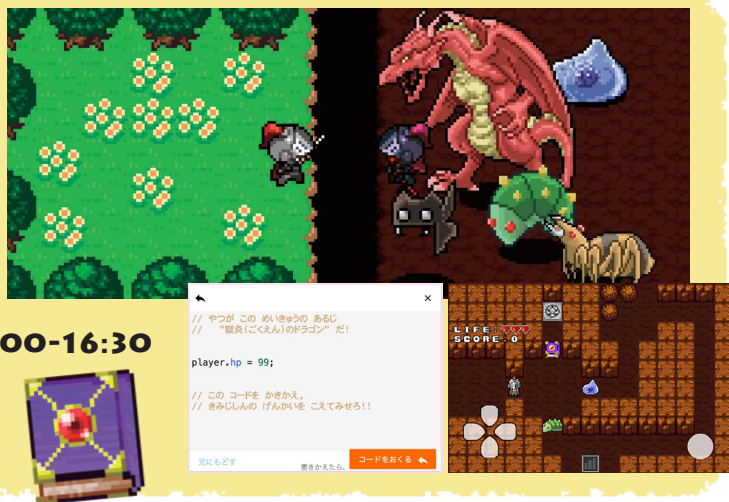 00-16:30
// やつが この めいきゅうの あるじ
// "獄炎(ごくえん)のドラゴン" だ!
player.hp = 99;
// この コードを かきかえ,
// きみじしんの げんかいを こえてみせろ!!
元にもどす
書きかえたら、
コードをおくる
LIFE:
SCORE:0